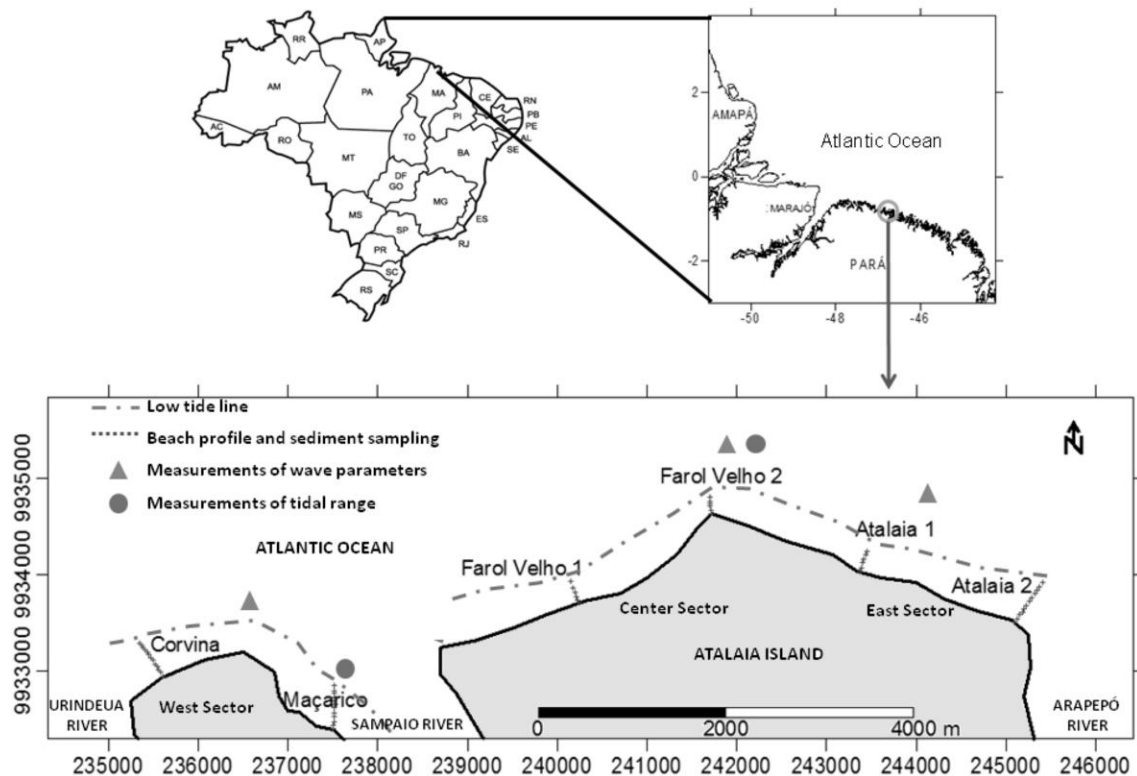 RR
AP
AM
PA
MA
CE
RN
PB
PE
AL
SE
PI
AC
RO
TO
MT
BA
DF
GO
MG
MS
ES
SP
RJ
PR
SC
RS
2
0
-2
AMAPÁ
Atlantic Ocean
MARAJÓ
PARÁ
-50
-48
-46
Low tide line
Beach profile and sediment sampling
Measurements of wave parameters
Measurements of tidal range
N
9935000
9934000
9933000
ATLANTIC OCEAN
Farol Velho 2
Farol Velho 1
Atalaia 1
Atalaia 2
Center Sector
East Sector
Corvina
Maçarico
ATALAIA ISLAND
URINDEUA
RIVER
West Sector
SAMPAIO RIVER
ARAPEPÓ
RIVER
0
2000
4000 m
235000
236000
237000
238000
239000
240000
241000
242000
243000
244000
245000
246000